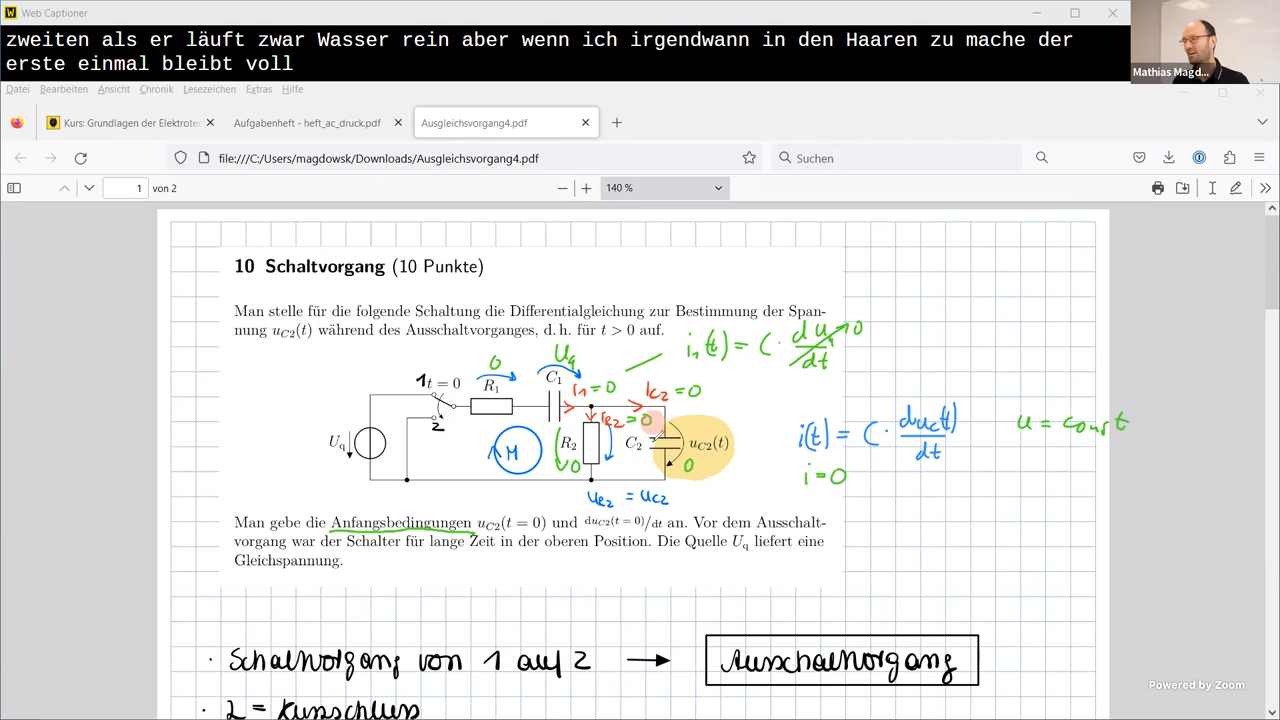 Web Captioner
zweiten als er läuft zwar Wasser rein aber wenn ich irgendwann in den Haaren zu mache der
erste einmal bleibt voll
Mathias Magd...
Datei Bearbeiten Ansicht Chronik Lesezeichen Extras Hilfe
Kurs: Grundlagen der Elektrotec
Aufgabenheft - heft_ac_druck.pdf
Ausgleichsvorgang4.pdf
file:///C:/Users/magdowsk/Downloads/Ausgleichsvorgang4.pdf
Suchen
1 von 2
140 %
10 Schaltvorgang (10 Punkte)
Man stelle für die folgende Schaltung die Differentialgleichung zur Bestimmung der Span-
nung uC2(t) während des Ausschaltvorganges, d. h. für t > 0 auf.
i1(t) = C · du/dt 0
1 t = 0
0
R1
Uq
C1
I1 = 0
IC2 = 0
2
IR2 = 0
Uq
M
R2
0
C2
uC2(t)
0
uR2 = uC2
i(t) = C · duC(t)/dt
i = 0
u = const
Man gebe die Anfangsbedingungen uC2(t = 0) und duC2(t=0)/dt an. Vor dem Ausschalt-
vorgang war der Schalter für lange Zeit in der oberen Position. Die Quelle Uq liefert eine
Gleichspannung.
· Schaltvorgang von 1 auf 2 → Ausschaltvorgang
· 2 = Kurzschluss
Powered by Zoom